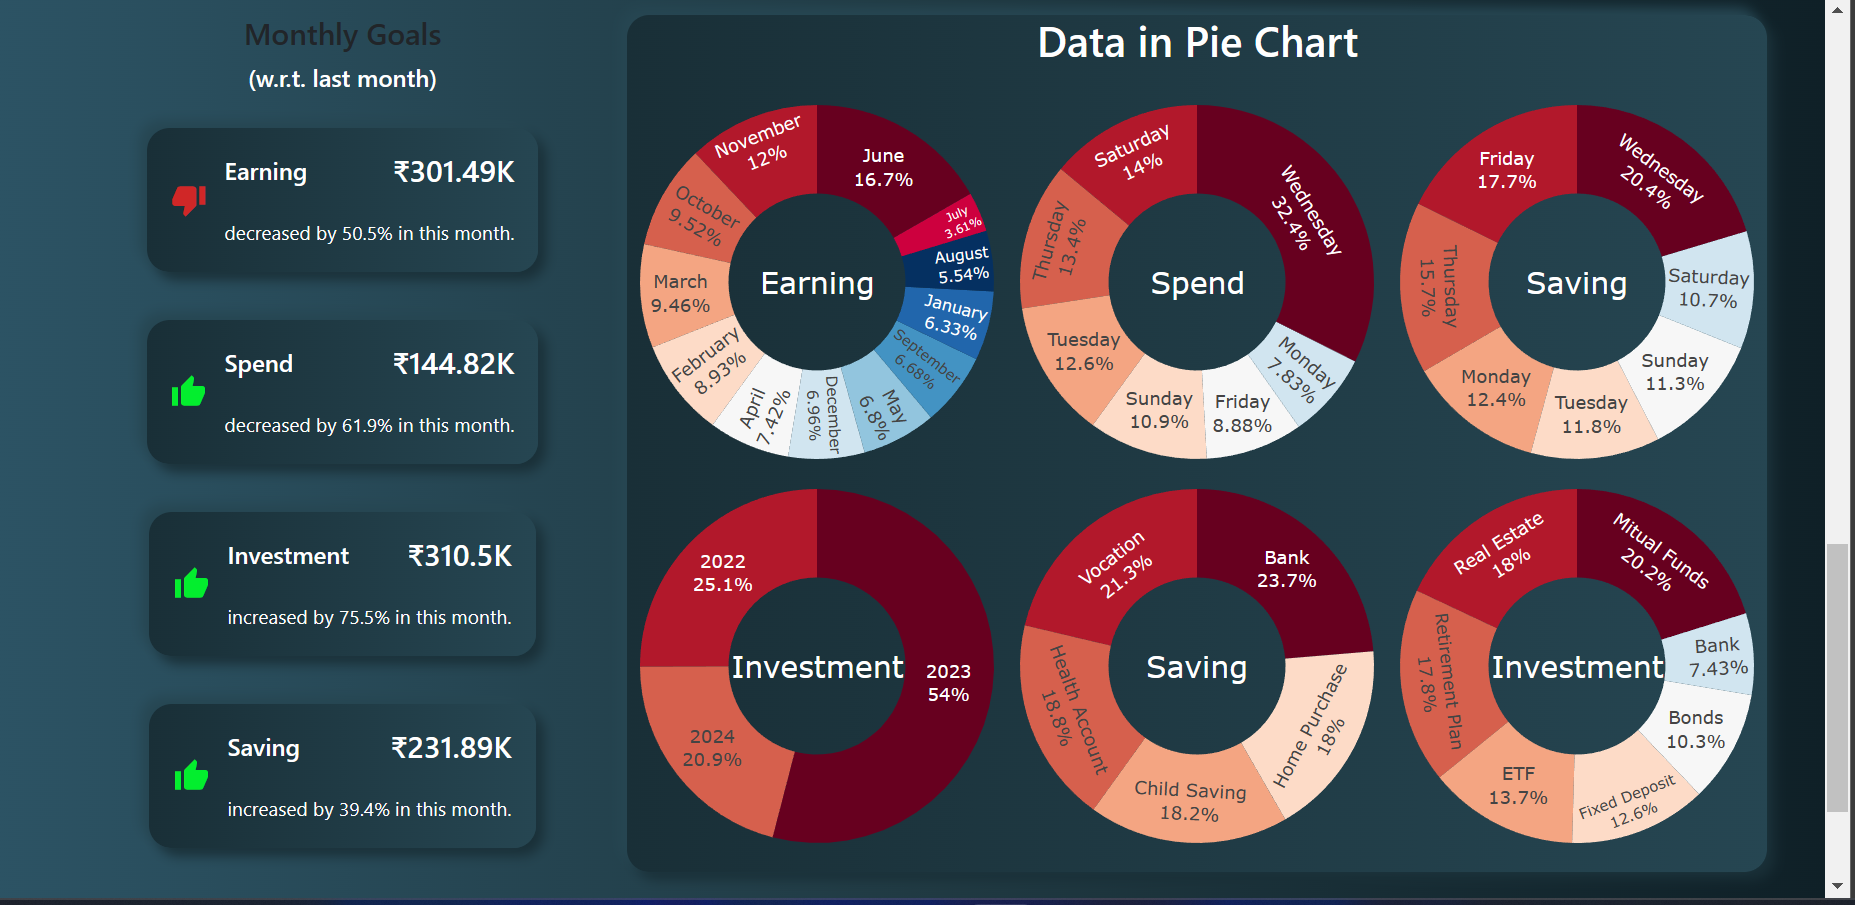 Monthly Goals
(w.r.t. last month)
Earning ₹301.49K
decreased by 50.5% in this month.
Spend ₹144.82K
decreased by 61.9% in this month.
Investment ₹310.5K
increased by 75.5% in this month.
Saving ₹231.89K
increased by 39.4% in this month.
Data in Pie Chart
Earning
June
16.7%
July
3.61%
August
5.54%
January
6.33%
September
6.68%
May
6.8%
December
6.96%
April
7.42%
February
8.93%
March
9.46%
October
9.52%
November
12%
Spend
Wednesday
32.4%
Monday
7.83%
Friday
8.88%
Sunday
10.9%
Tuesday
12.6%
Thursday
13.4%
Saturday
14%
Saving
Wednesday
20.4%
Saturday
10.7%
Sunday
11.3%
Tuesday
11.8%
Monday
12.4%
Thursday
15.7%
Friday
17.7%
Investment
2023
54%
2024
20.9%
2022
25.1%
Saving
Bank
23.7%
Home Purchase
18%
Child Saving
18.2%
Health Account
18.8%
Vocation
21.3%
Investment
Mitual Funds
20.2%
Bank
7.43%
Bonds
10.3%
Fixed Deposit
12.6%
ETF
13.7%
Retirement Plan
17.8%
Real Estate
18%